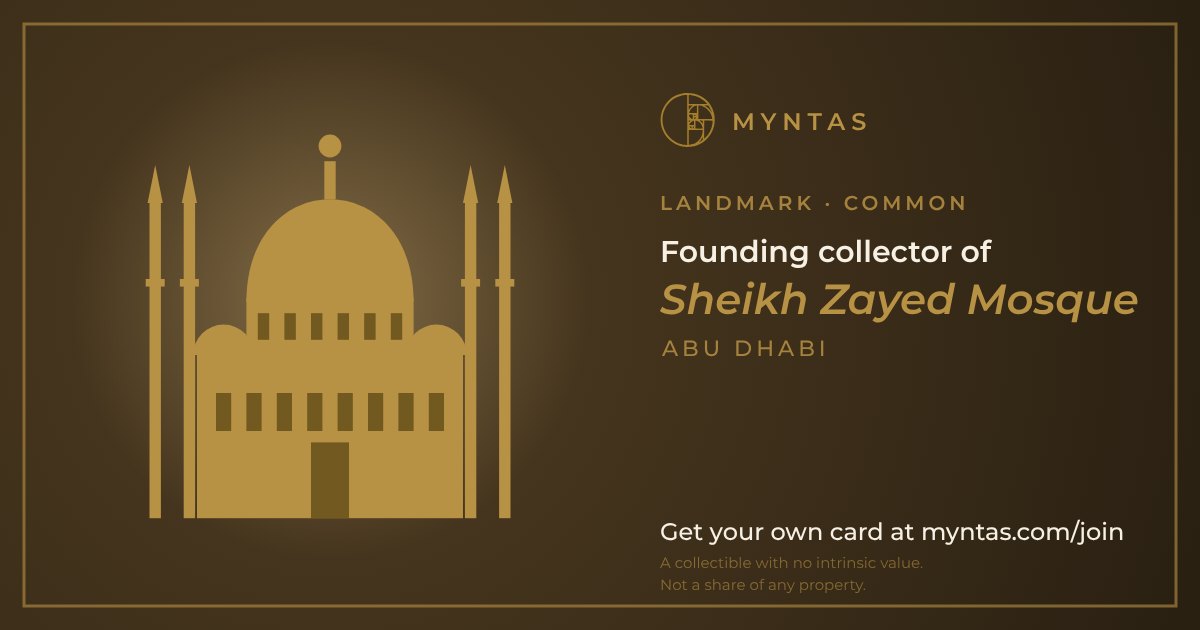 MYNTAS
LANDMARK · COMMON
Founding collector of
Sheikh Zayed Mosque
ABU DHABI
Get your own card at myntas.com/join
A collectible with no intrinsic value.
Not a share of any property.